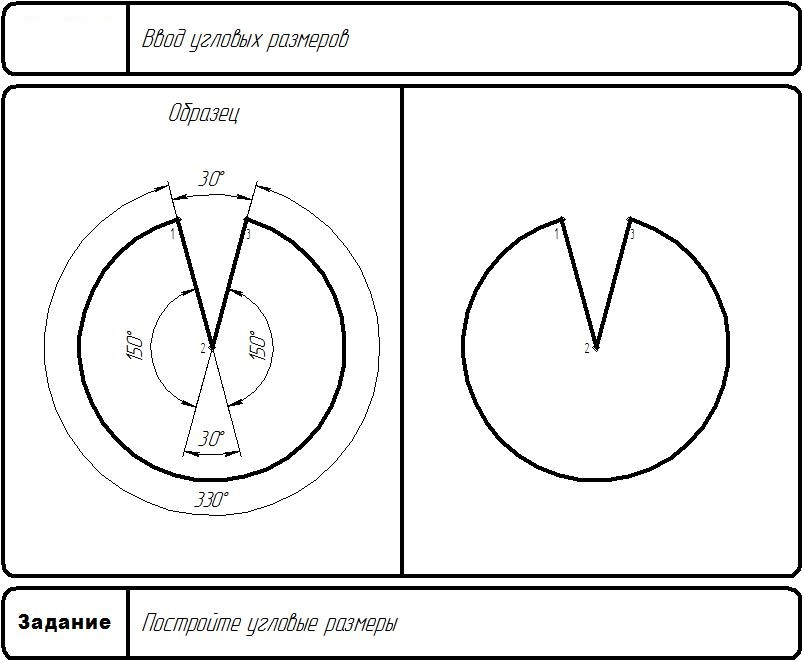 Ввод угловых размеров
Образец
30°
1
3
150°
2
150°
30°
330°
1
3
2
Задание
Постройте угловые размеры